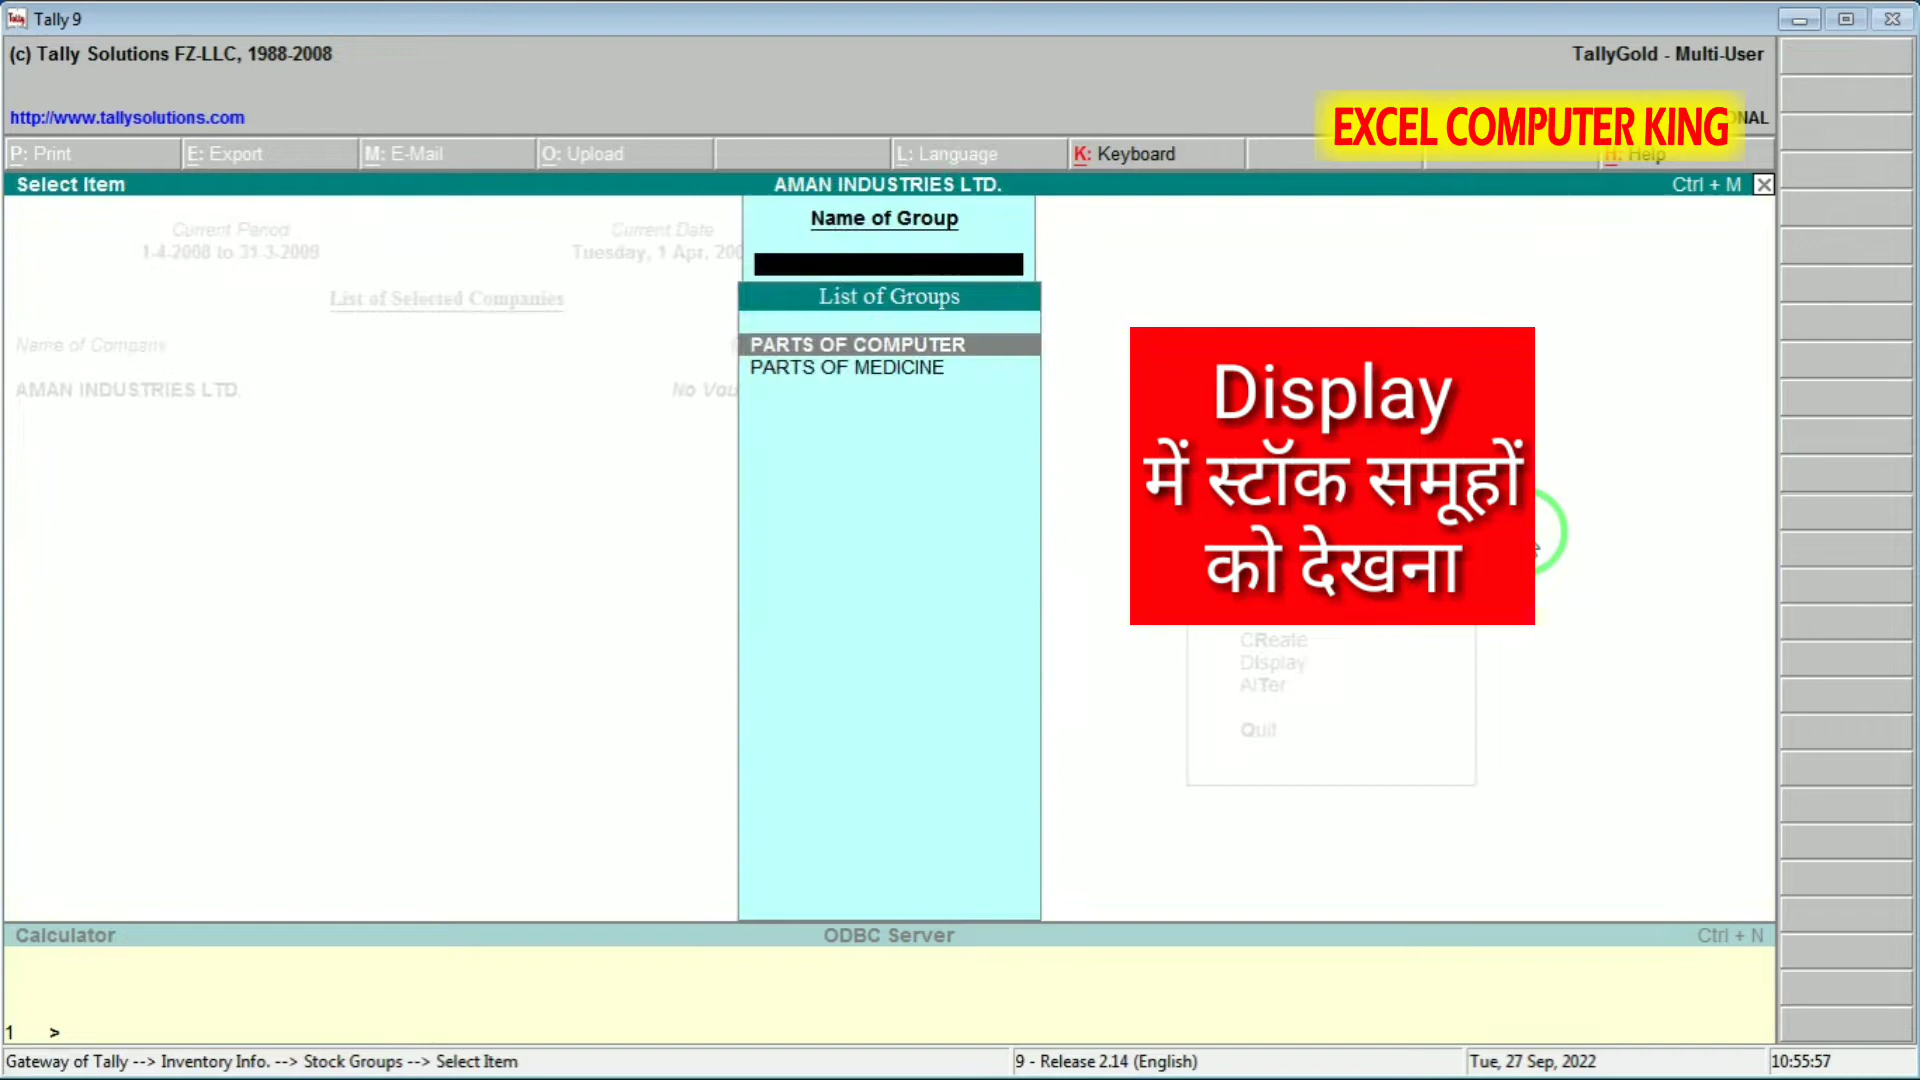 Tally 9
(c) Tally Solutions FZ-LLC, 1988-2008
TallyGold - Multi-User
http://www.tallysolutions.com
EXCEL COMPUTER KING
P: Print
E: Export
M: E-Mail
O: Upload
L: Language
K: Keyboard
H: Help
Select Item
AMAN INDUSTRIES LTD.
Ctrl + M
Current Period
1-4-2008 to 31-3-2009
Current Date
Tuesday, 1 Apr,
List of Selected Companies
Name of Company
AMAN INDUSTRIES LTD.
Name of Group
List of Groups
PARTS OF COMPUTER
PARTS OF MEDICINE
Display
में स्टॉक समूहों
को देखना
CReate
Display
AlTer
Quit
Calculator
ODBC Server
Ctrl + N
1 >
Gateway of Tally --> Inventory Info. --> Stock Groups --> Select Item
9 - Release 2.14 (English)
Tue, 27 Sep, 2022
10:55:57